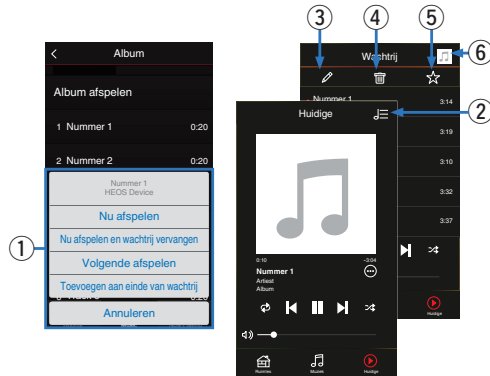 ③ ④ ⑤
Album
Album afspelen
1 Nummer 1 0:20
2 Nummer 2 0:20
①
Nummer 1
HEOS Device
Nu afspelen
Nu afspelen en wachtrij vervangen
Volgende afspelen
Toevoegen aan einde van wachtrij
Annuleren
Wachtrij
⑥
Nummer 1 3:14
3:19
3:10
3:32
3:37
Huidige
Huidige
②
0:10 -3:04
Nummer 1
Artiest
Album
Rooms Muziek Huidige